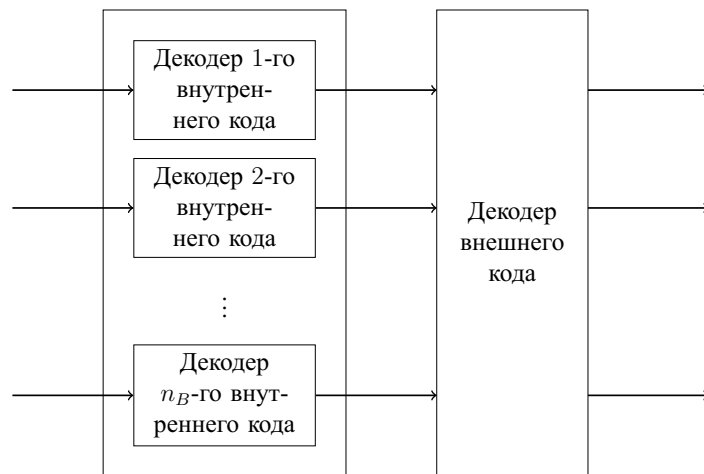 Декодер 1-го
внутрен-
него кода
Декодер 2-го
внутрен-
него кода
⋮
Декодер
n_B-го внут-
реннего кода
Декодер
внешнего
кода